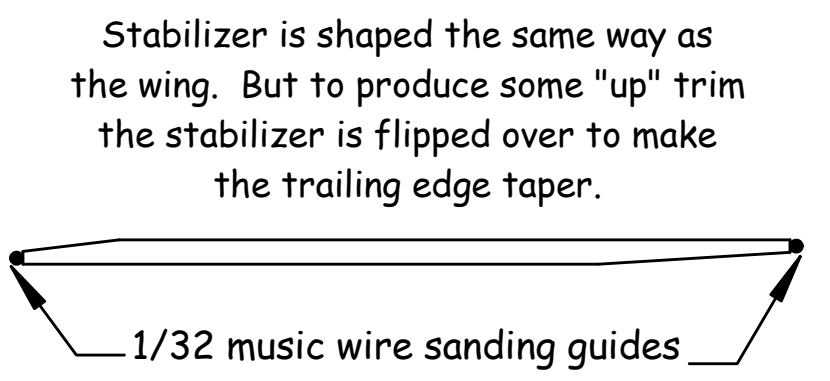 Stabilizer is shaped the same way as
the wing.  But to produce some "up" trim
the stabilizer is flipped over to make
the trailing edge taper.
1/32 music wire sanding guides